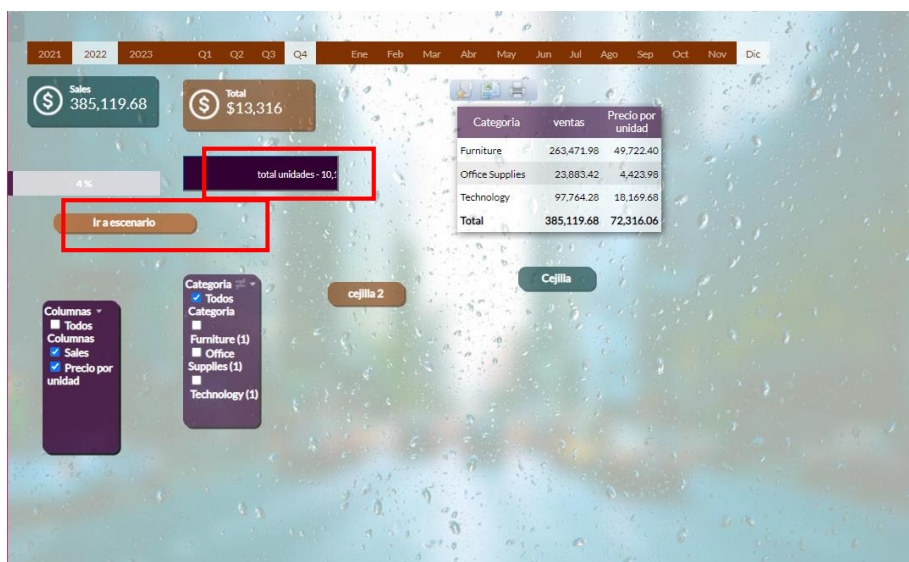 2021 2022 2023 Q1 Q2 Q3 Q4 Ene Feb Mar Abr May Jun Jul Ago Sep Oct Nov Dic
Sales
385,119.68
Total
$13,316
Categoria ventas Precio por unidad
Furniture 263,471.98 49,722.40
Office Supplies 23,883.42 4,423.98
Technology 97,764.28 18,169.68
Total 385,119.68 72,316.06
total unidades - 10,
4 %
Ir a escenario
Cejilla
cejilla 2
Categoria
Todos
Categoria
Furniture (1)
Office
Supplies (1)
Technology (1)
Columnas
Todos
Columnas
Sales
Precio por
unidad